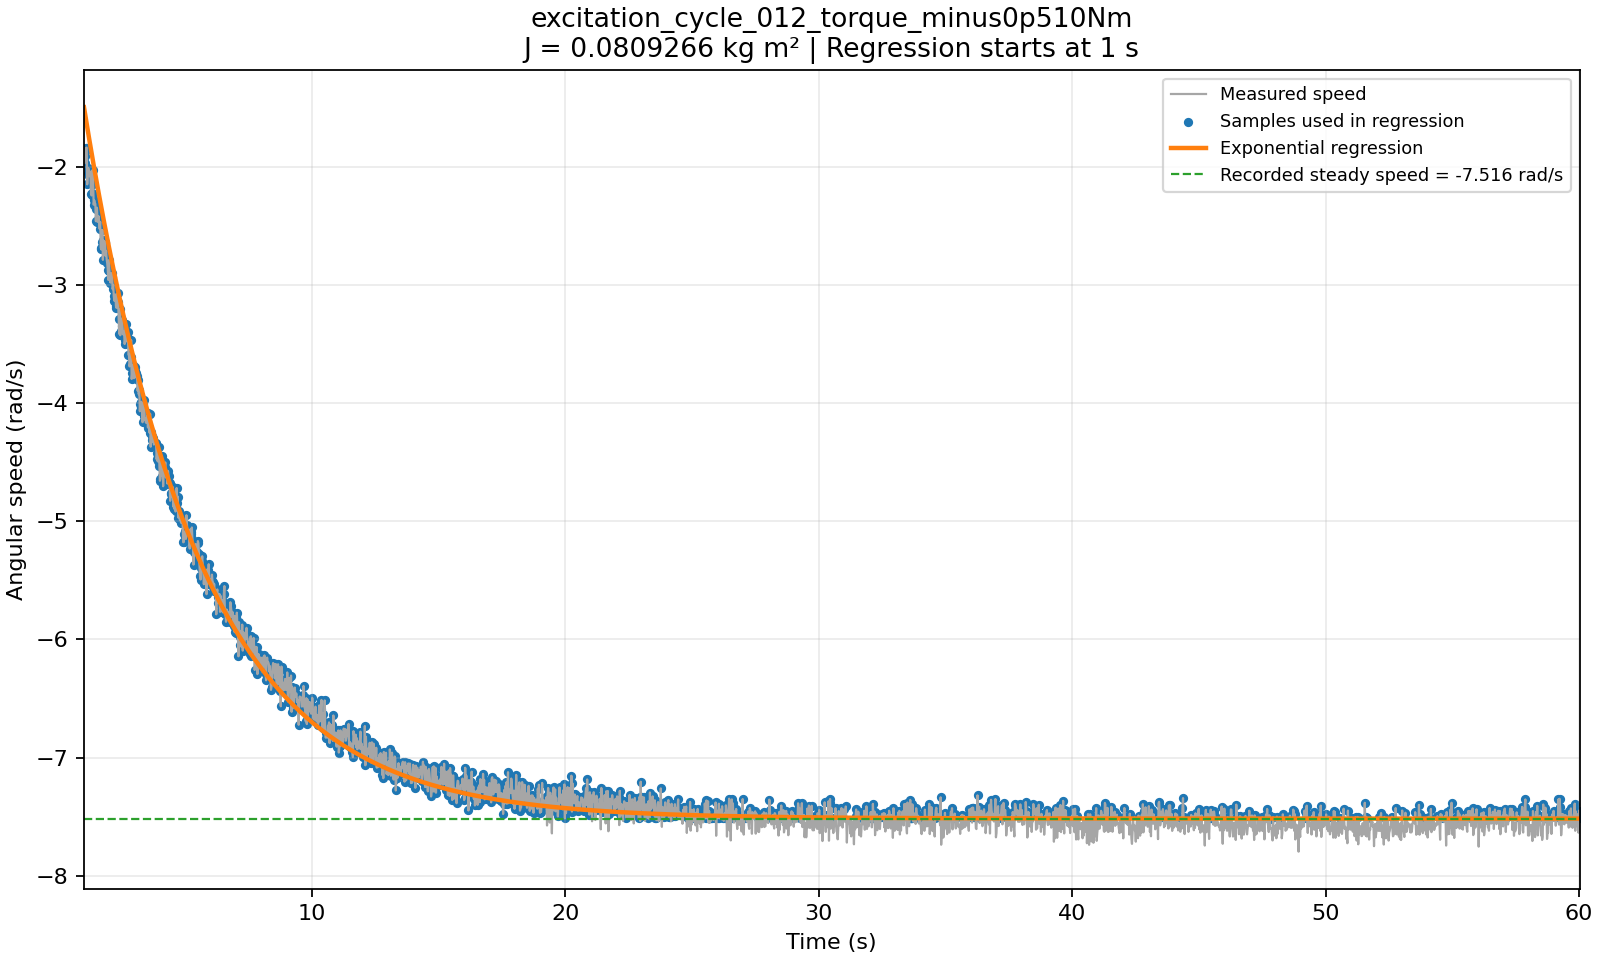 excitation_cycle_012_torque_minus0p510Nm
J = 0.0809266 kg m² | Regression starts at 1 s
Measured speed
Samples used in regression
Exponential regression
Recorded steady speed = -7.516 rad/s
Angular speed (rad/s)
−2
−3
−4
−5
−6
−7
−8
10 20 30 40 50 60
Time (s)